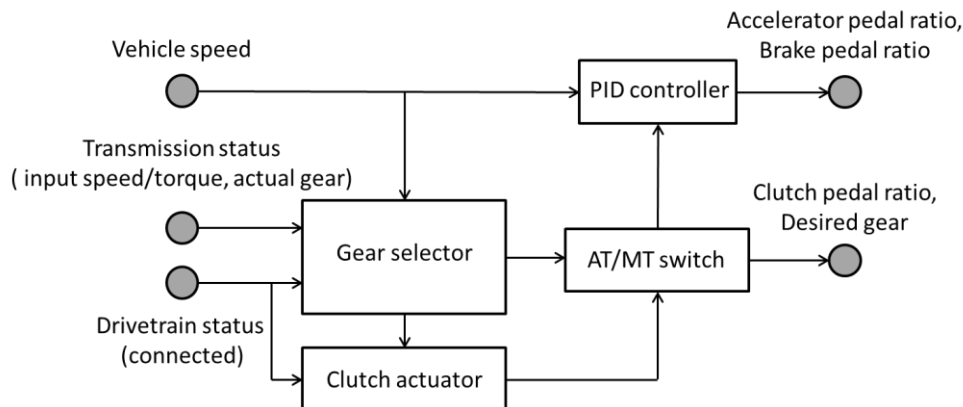 Vehicle speed
Accelerator pedal ratio,
Brake pedal ratio
PID controller
Transmission status
( input speed/torque, actual gear)
Clutch pedal ratio,
Desired gear
Gear selector
AT/MT switch
Drivetrain status
(connected)
Clutch actuator